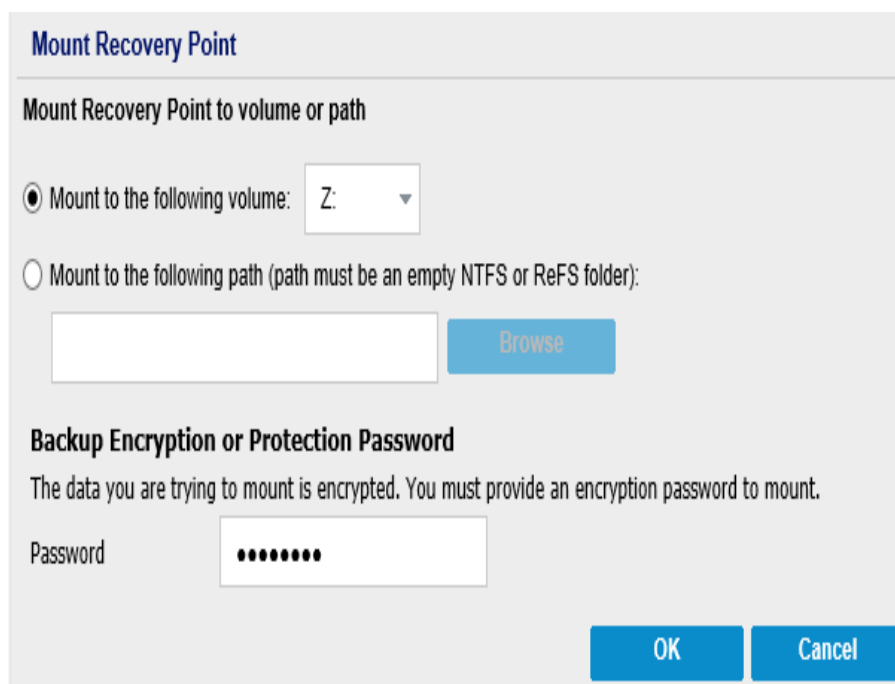 Mount Recovery Point
Mount Recovery Point to volume or path
Mount to the following volume: Z:
Mount to the following path (path must be an empty NTFS or ReFS folder):
Browse
Backup Encryption or Protection Password
The data you are trying to mount is encrypted. You must provide an encryption password to mount.
Password ••••••••
OK Cancel